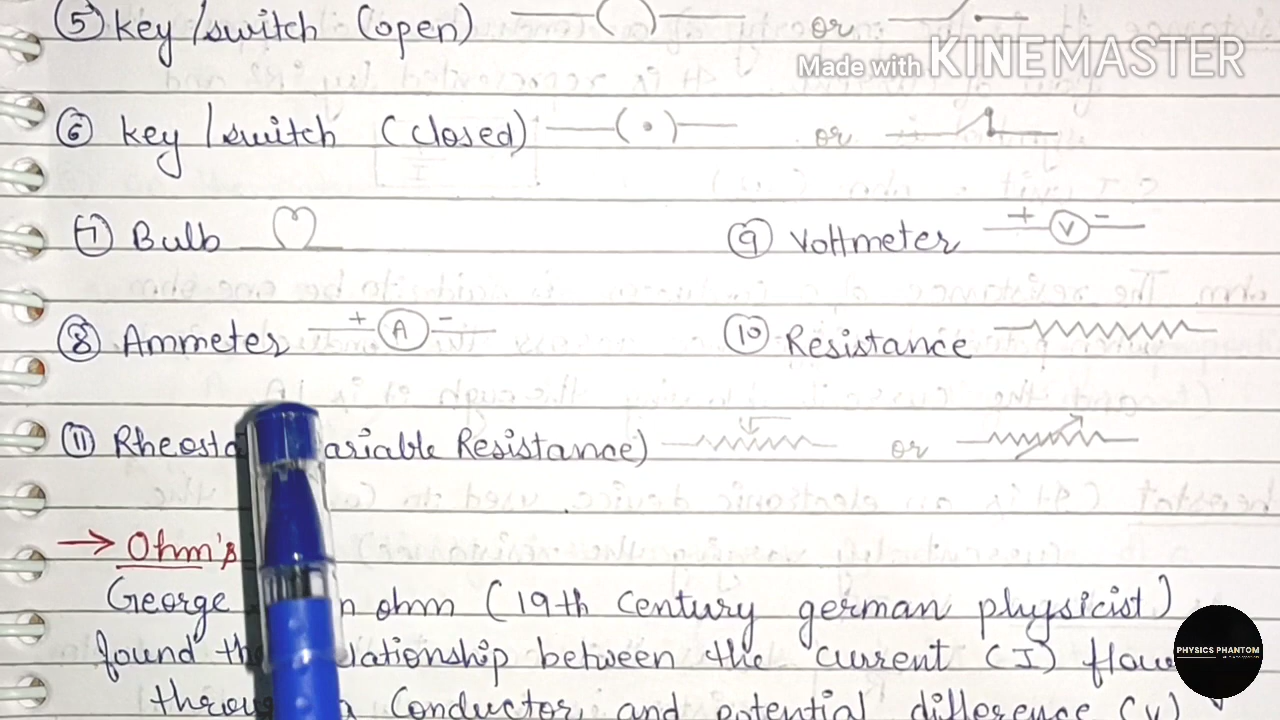 ⑤ key/switch (open) or
Made with KINEMASTER
⑥ key/switch (closed) or
⑦ Bulb
⑨ Voltmeter + V -
⑧ Ammeter + A -
⑩ Resistance
⑪ Rheosta ariable Resistance) or
→ Ohm's
George n ohm (19th century german physicist)
found the lationship between the current (I) flow
throu a conductor and potential difference (V)
PHYSICS PHANTOM